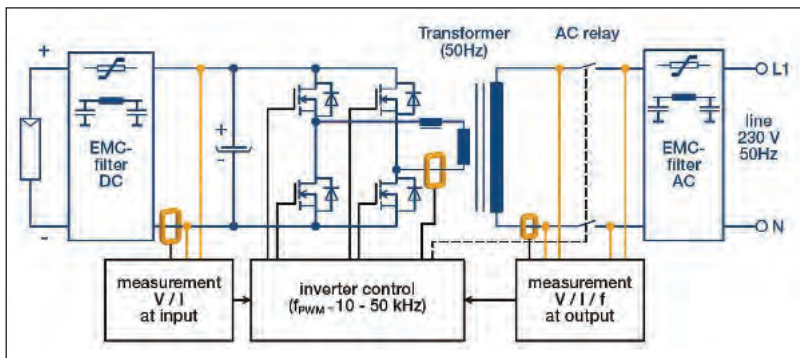 Transformer
(50Hz)
AC relay
+
-
EMC-
filter
DC
+
-
EMC-
filter
AC
L1
line
230 V
50Hz
N
measurement
V / I
at input
inverter control
(fPWM ~ 10 - 50 kHz)
measurement
V / I / f
at output